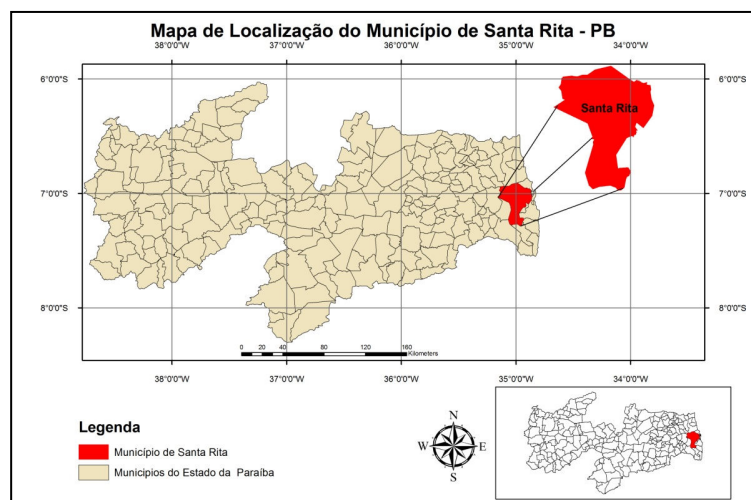 Mapa de Localização do Município de Santa Rita - PB
38°0'0"W 37°0'0"W 36°0'0"W 35°0'0"W 34°0'0"W
6°0'0"S 6°0'0"S
Santa Rita
7°0'0"S 7°0'0"S
8°0'0"S 8°0'0"S
0 10 20 40 80 120 160
Kilometers
38°0'0"W 37°0'0"W 36°0'0"W 35°0'0"W 34°0'0"W
Legenda
Município de Santa Rita
Municipios do Estado da Paraíba
N
W E
S